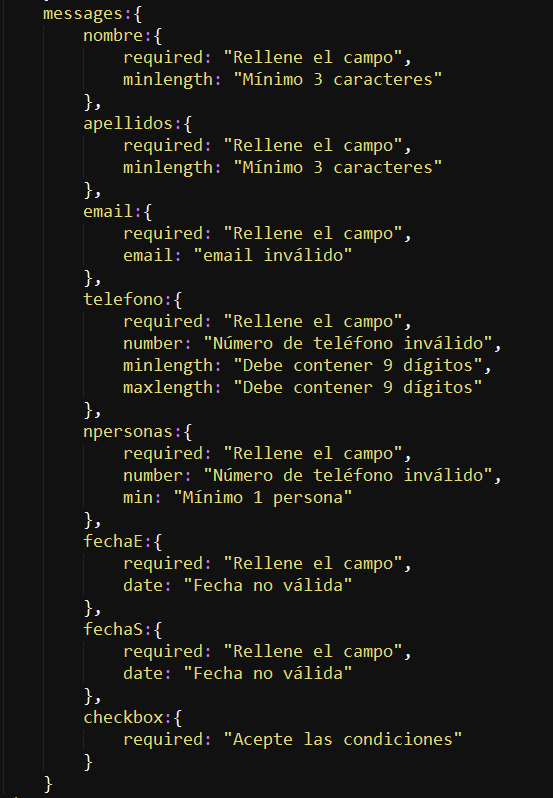 messages:{
nombre:{
required: "Rellene el campo",
minlength: "Mínimo 3 caracteres"
},
apellidos:{
required: "Rellene el campo",
minlength: "Mínimo 3 caracteres"
},
email:{
required: "Rellene el campo",
email: "email inválido"
},
telefono:{
required: "Rellene el campo",
number: "Número de teléfono inválido",
minlength: "Debe contener 9 dígitos",
maxlength: "Debe contener 9 dígitos"
},
npersonas:{
required: "Rellene el campo",
number: "Número de teléfono inválido",
min: "Mínimo 1 persona"
},
fechaE:{
required: "Rellene el campo",
date: "Fecha no válida"
},
fechaS:{
required: "Rellene el campo",
date: "Fecha no válida"
},
checkbox:{
required: "Acepte las condiciones"
}
}